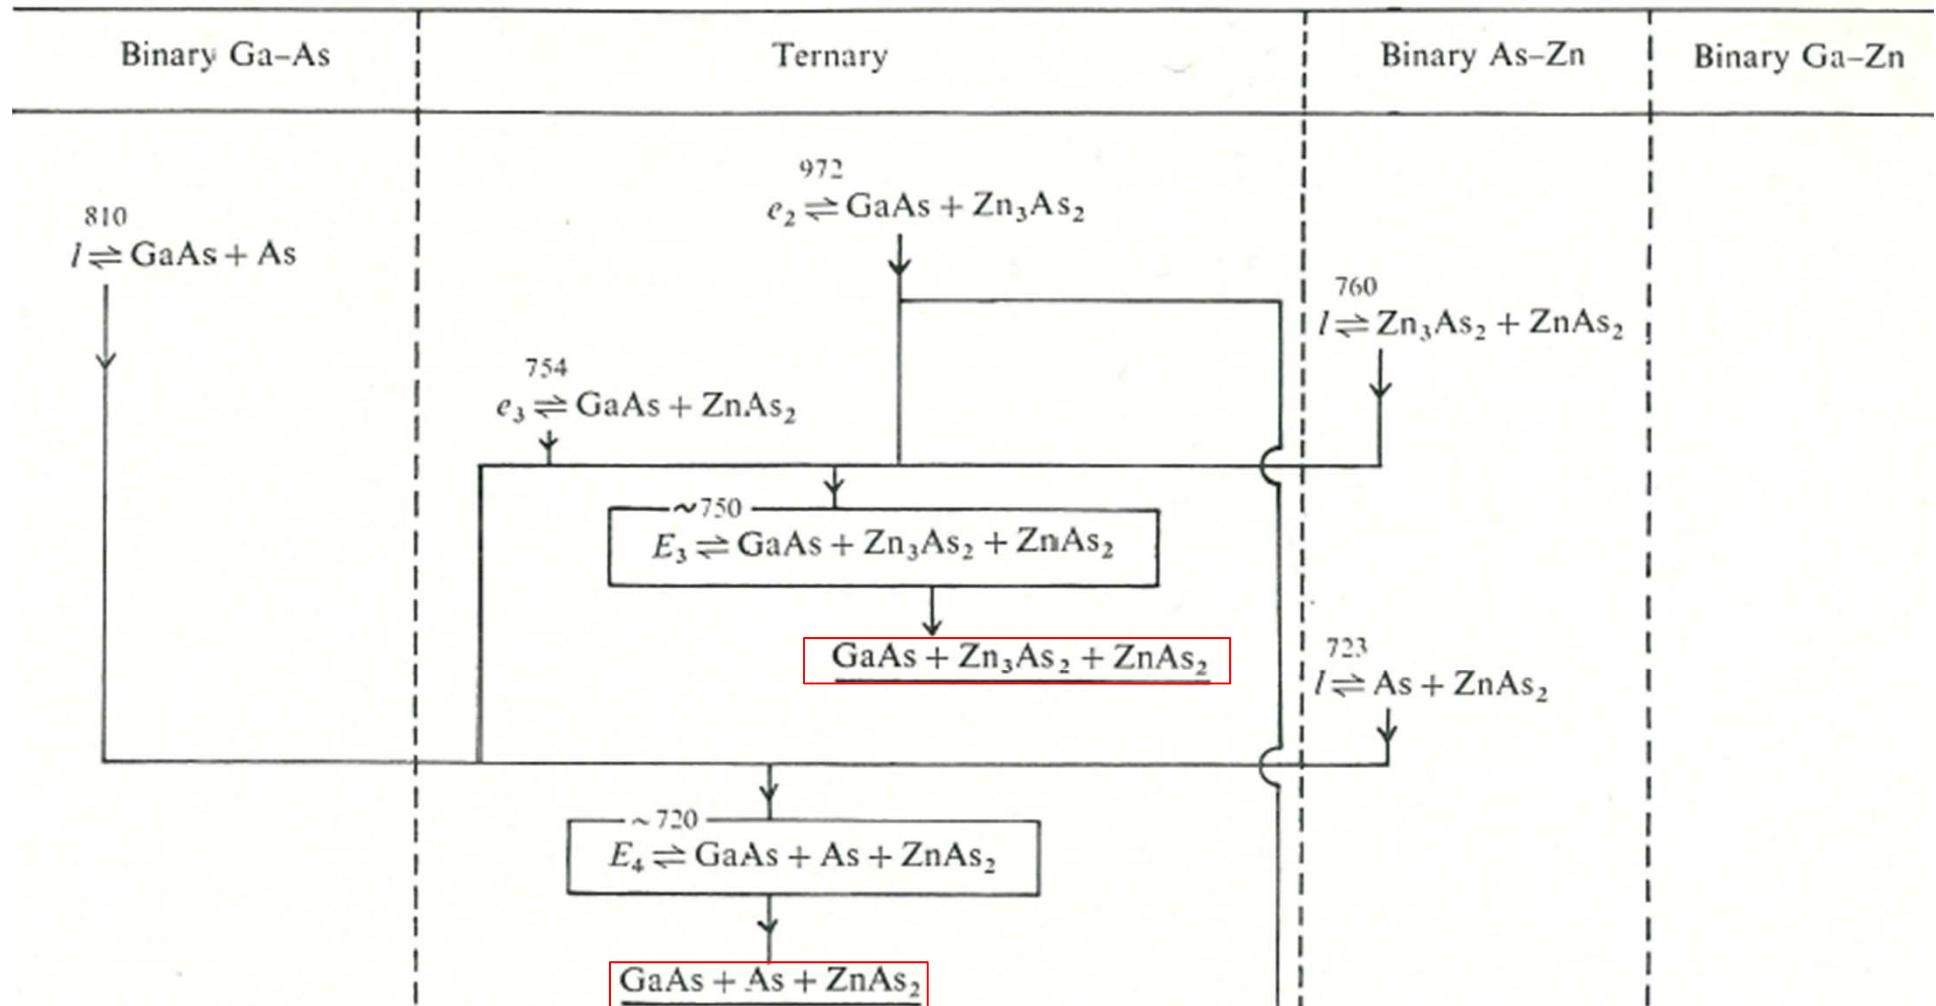 Binary Ga–As Ternary Binary As–Zn Binary Ga–Zn
972
e₂ ⇌ GaAs + Zn₃As₂
810
l ⇌ GaAs + As
760
l ⇌ Zn₃As₂ + ZnAs₂
754
e₃ ⇌ GaAs + ZnAs₂
~750
E₃ ⇌ GaAs + Zn₃As₂ + ZnAs₂
GaAs + Zn₃As₂ + ZnAs₂
723
l ⇌ As + ZnAs₂
~720
E₄ ⇌ GaAs + As + ZnAs₂
GaAs + As + ZnAs₂